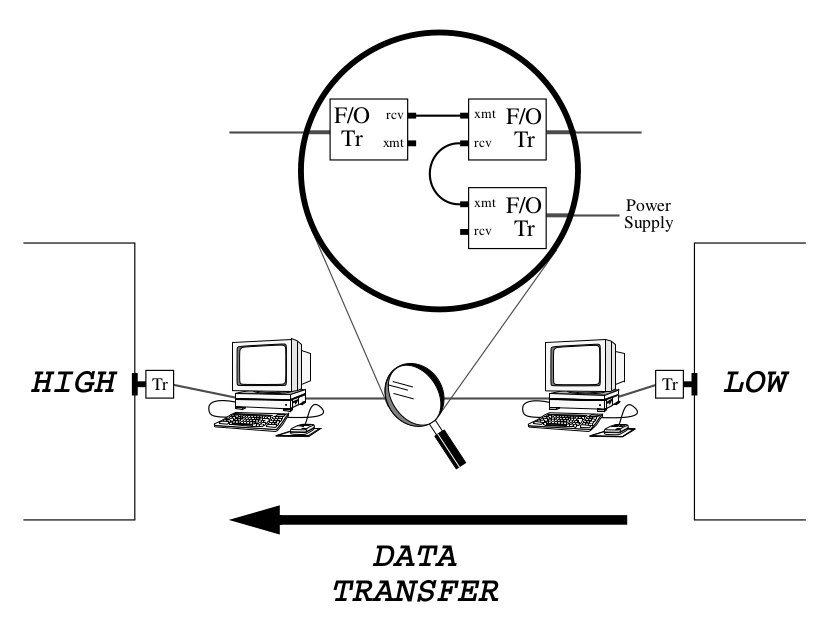 F/O
Tr
rcv
xmt
xmt
rcv
F/O
Tr
xmt
rcv
F/O
Tr
Power
Supply
HIGH
Tr
Tr
LOW
DATA
TRANSFER